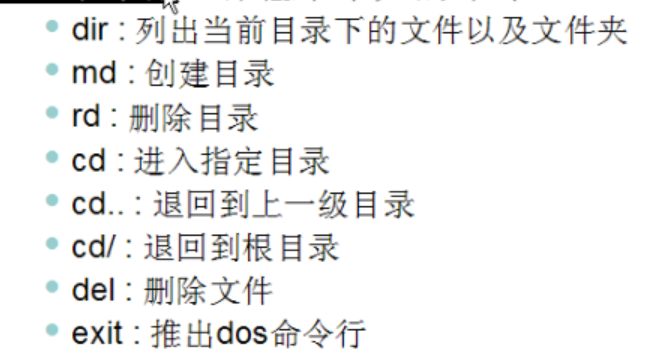 dir : 列出当前目录下的文件以及文件夹
md : 创建目录
rd : 删除目录
cd : 进入指定目录
cd.. : 退回到上一级目录
cd/ : 退回到根目录
del : 删除文件
exit : 推出dos命令行